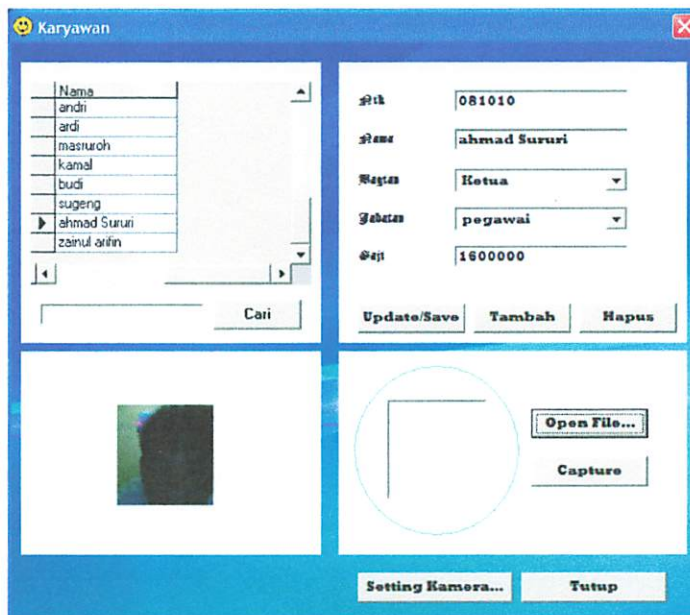 Karyawan
Nama
andri
ardi
masruroh
kamal
budi
sugeng
ahmad Sururi
zainul arifin
Cari
Nik 081010
Nama ahmad Sururi
Bagian Ketua
Jabatan pegawai
Gaji 1600000
Update/Save Tambah Hapus
Open File...
Capture
Setting Kamera... Tutup